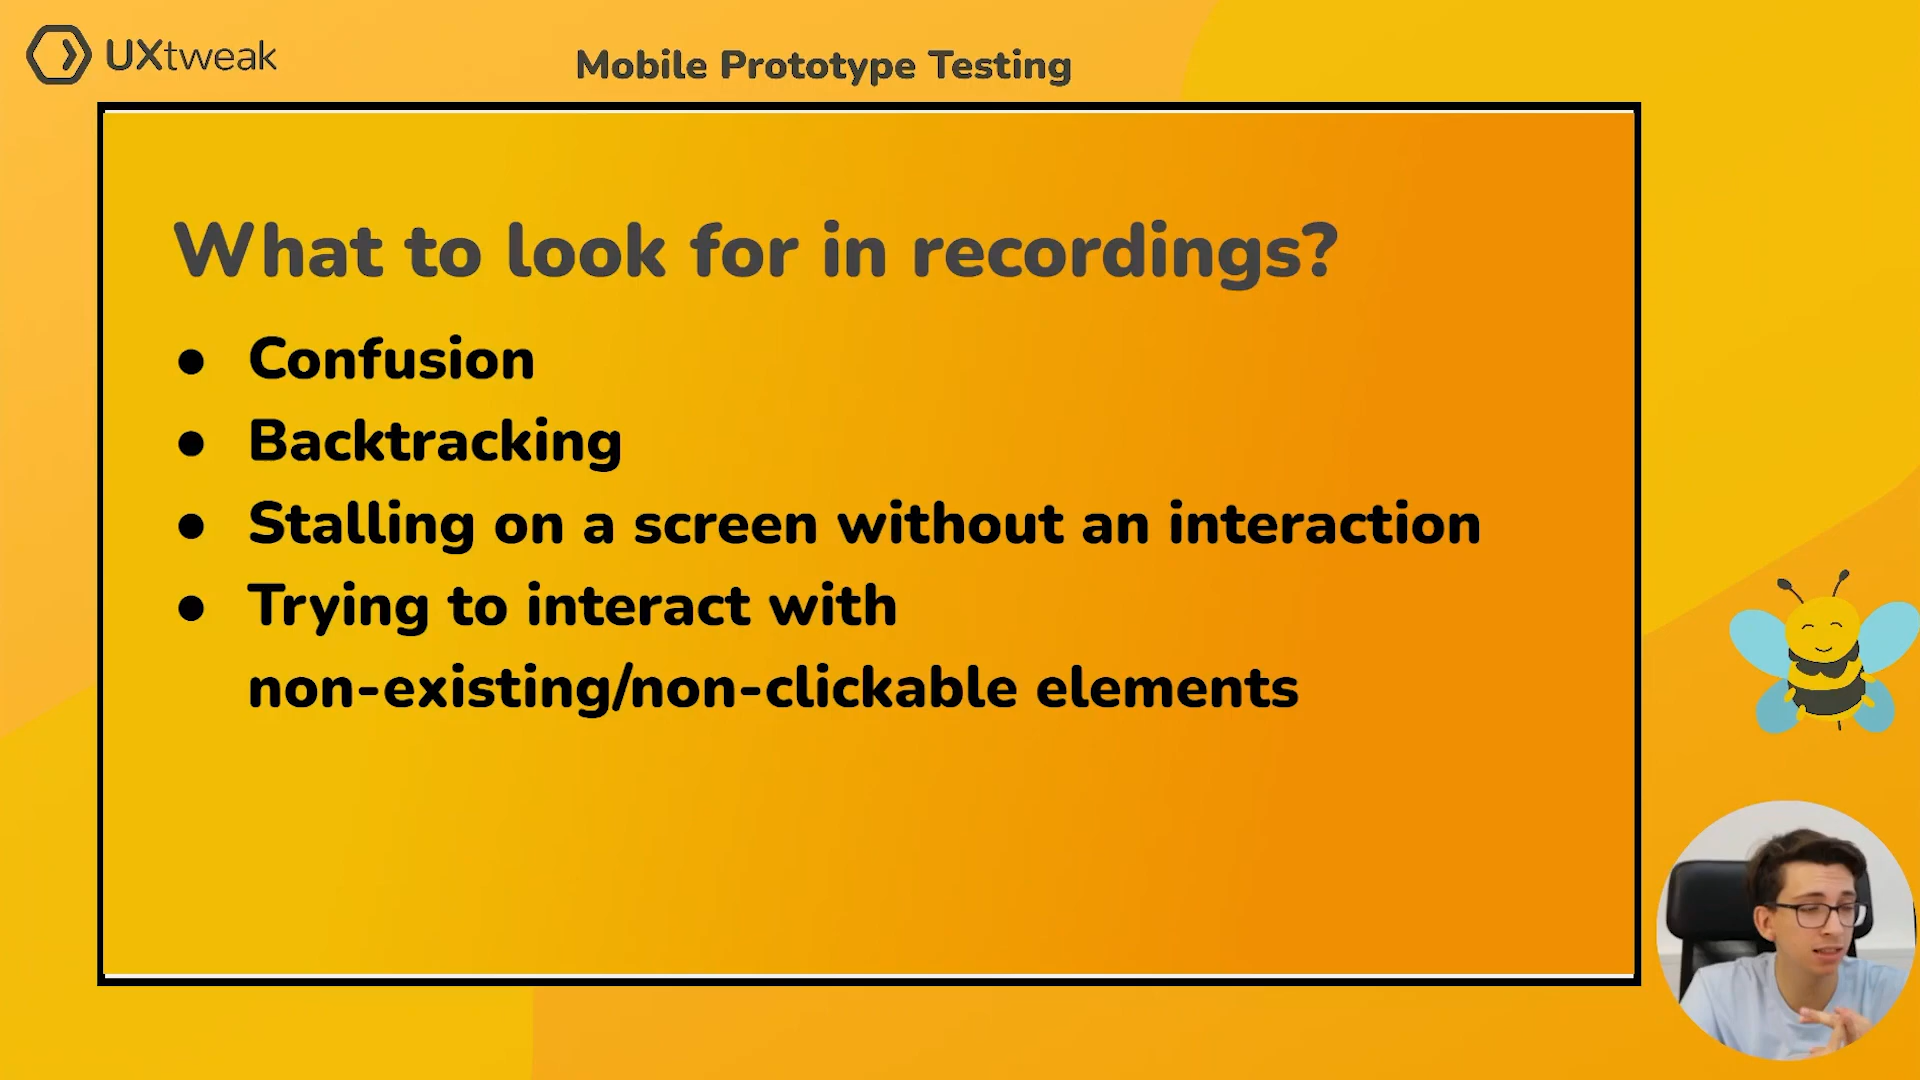 UXtweak
Mobile Prototype Testing
What to look for in recordings?
● Confusion
● Backtracking
● Stalling on a screen without an interaction
● Trying to interact with
non-existing/non-clickable elements